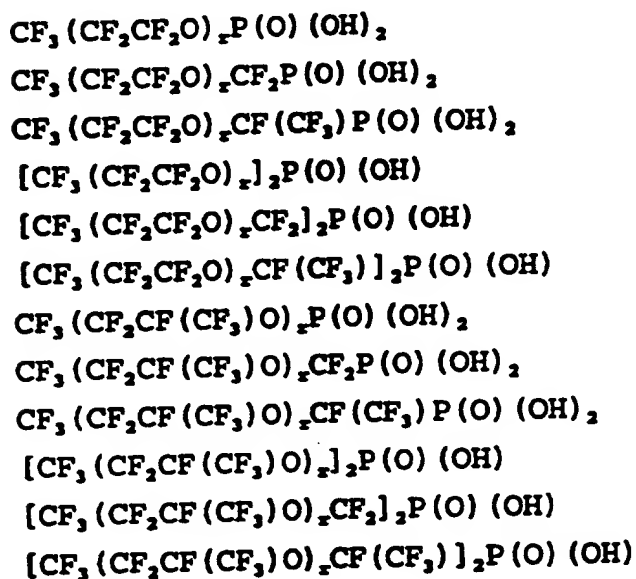 CF₃(CF₂CF₂O)ₓP(O)(OH)₂
CF₃(CF₂CF₂O)ₓCF₂P(O)(OH)₂
CF₃(CF₂CF₂O)ₓCF(CF₃)P(O)(OH)₂
[CF₃(CF₂CF₂O)ₓ]₂P(O)(OH)
[CF₃(CF₂CF₂O)ₓCF₂]₂P(O)(OH)
[CF₃(CF₂CF₂O)ₓCF(CF₃)]₂P(O)(OH)
CF₃(CF₂CF(CF₃)O)ₓP(O)(OH)₂
CF₃(CF₂CF(CF₃)O)ₓCF₂P(O)(OH)₂
CF₃(CF₂CF(CF₃)O)ₓCF(CF₃)P(O)(OH)₂
[CF₃(CF₂CF(CF₃)O)ₓ]₂P(O)(OH)
[CF₃(CF₂CF(CF₃)O)ₓCF₂]₂P(O)(OH)
[CF₃(CF₂CF(CF₃)O)ₓCF(CF₃)]₂P(O)(OH)